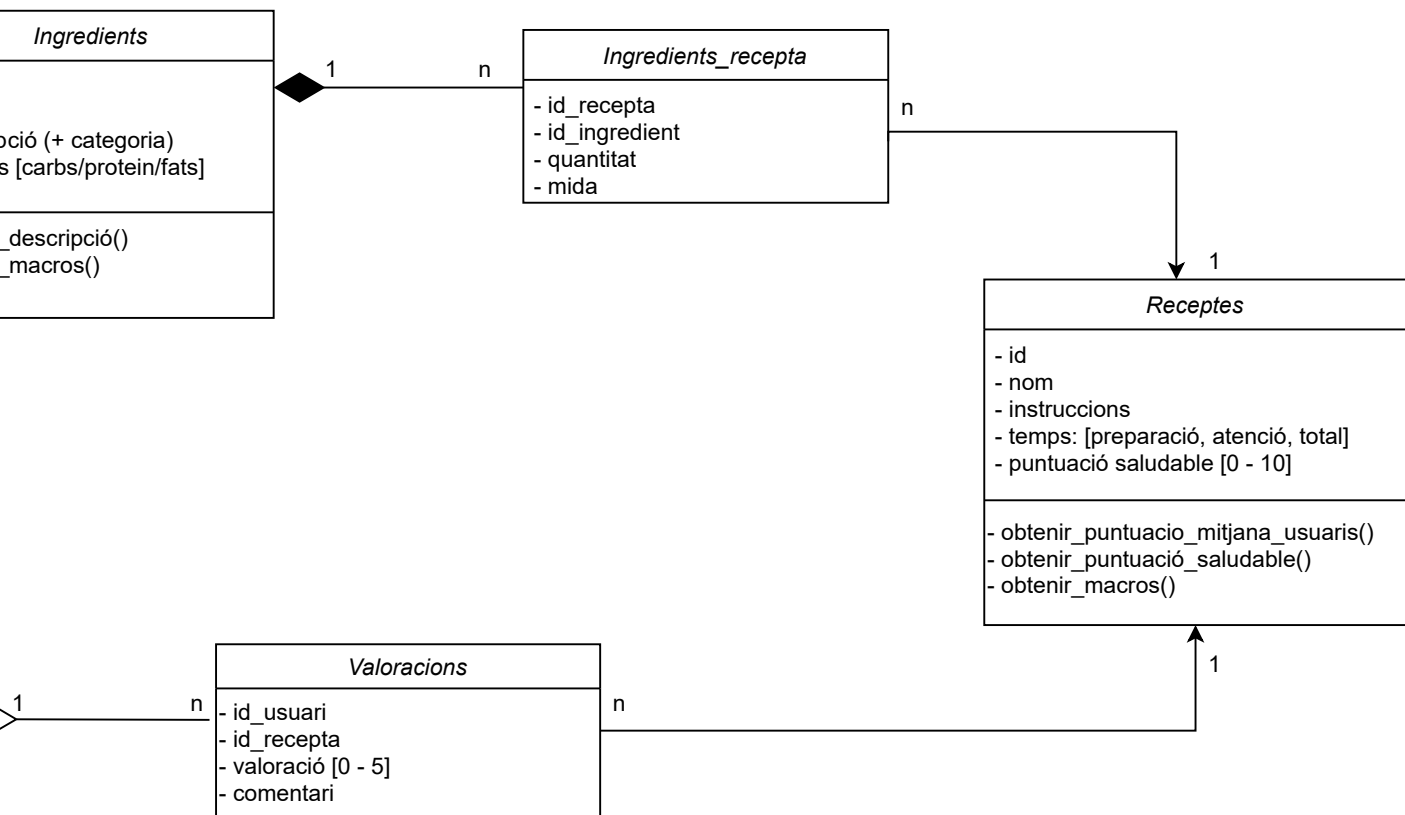 Ingredients
(+ categoria)
[carbs/protein/fats]
_descripció()
_macros()
1
n
Ingredients_recepta
- id_recepta
- id_ingredient
- quantitat
- mida
n
1
Receptes
- id
- nom
- instruccions
- temps: [preparació, atenció, total]
- puntuació saludable [0 - 10]
- obtenir_puntuacio_mitjana_usuaris()
- obtenir_puntuació_saludable()
- obtenir_macros()
1
n
Valoracions
- id_usuari
- id_recepta
- valoració [0 - 5]
- comentari
n
1